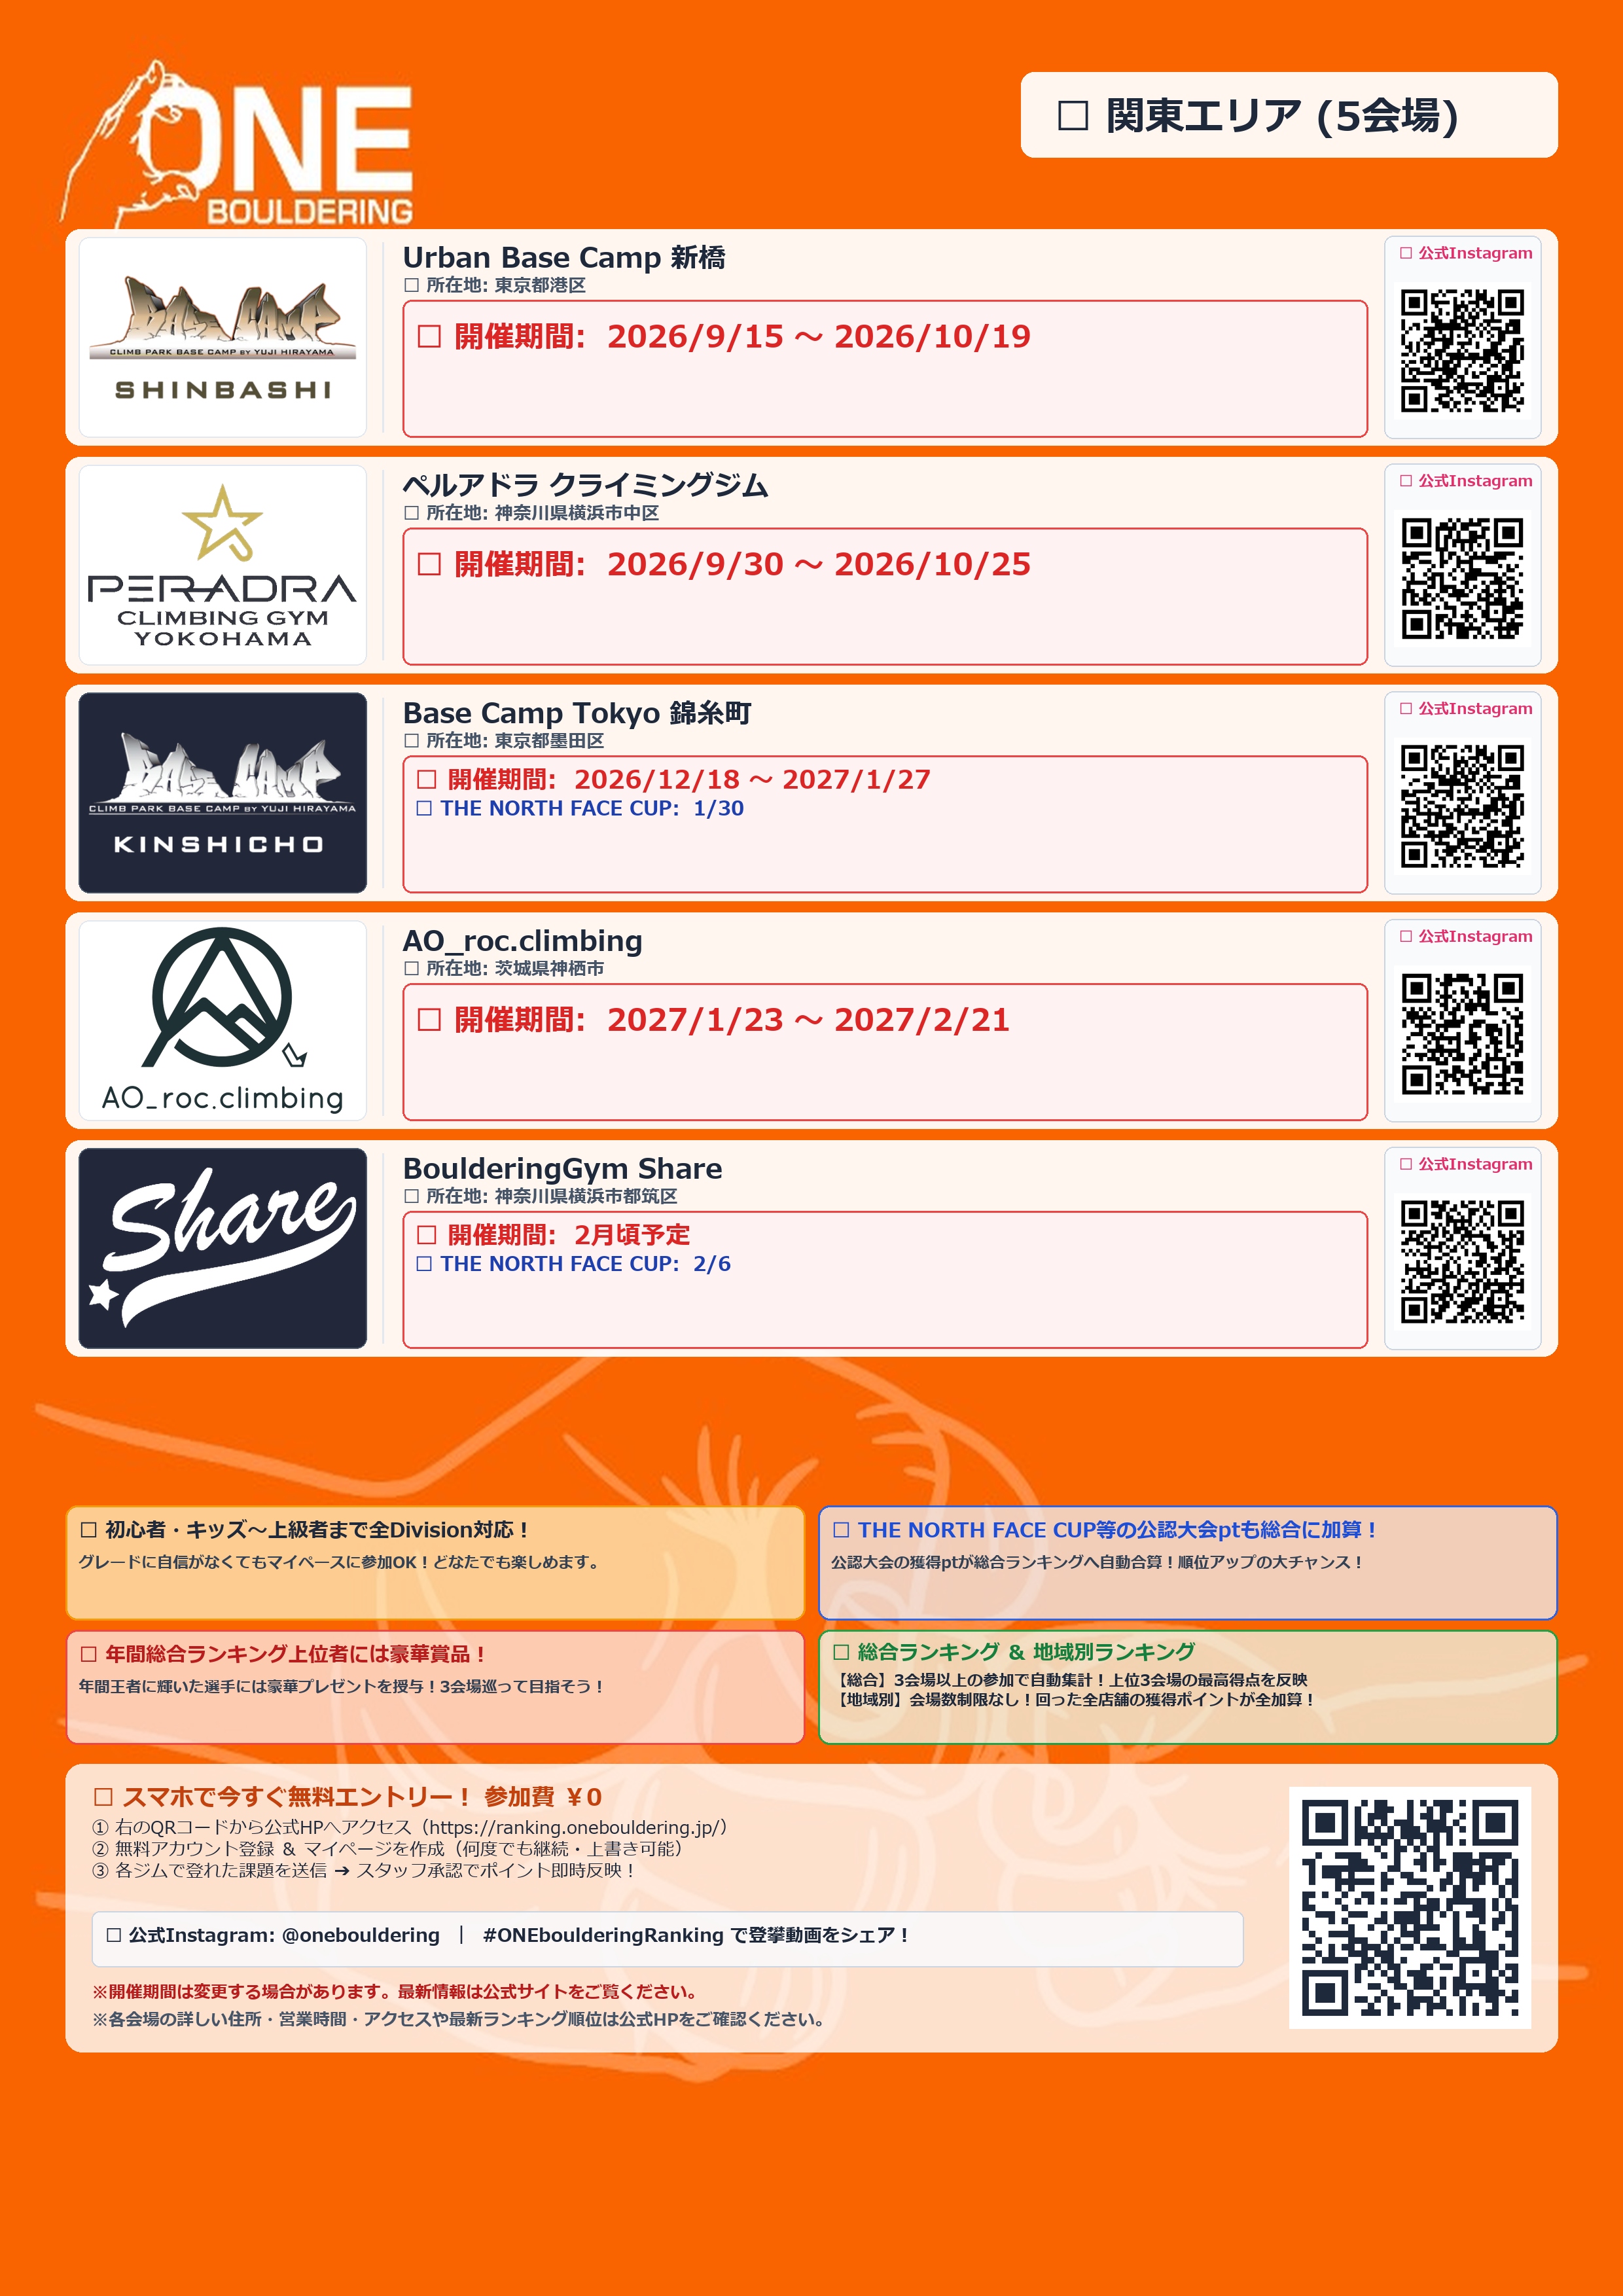 ONE
BOULDERING
□ 関東エリア (5会場)
BASE CAMP
CLIMB PARK BASE CAMP BY YUJI HIRAYAMA
SHINBASHI
Urban Base Camp 新橋
□ 所在地: 東京都港区
□ 開催期間: 2026/9/15 ～ 2026/10/19
□ 公式Instagram
PERADRA
CLIMBING GYM
YOKOHAMA
ペルアドラ クライミングジム
□ 所在地: 神奈川県横浜市中区
□ 開催期間: 2026/9/30 ～ 2026/10/25
□ 公式Instagram
BASE CAMP
CLIMB PARK BASE CAMP BY YUJI HIRAYAMA
KINSHICHO
Base Camp Tokyo 錦糸町
□ 所在地: 東京都墨田区
□ 開催期間: 2026/12/18 ～ 2027/1/27
□ THE NORTH FACE CUP: 1/30
□ 公式Instagram
AO_roc.climbing
AO_roc.climbing
□ 所在地: 茨城県神栖市
□ 開催期間: 2027/1/23 ～ 2027/2/21
□ 公式Instagram
Share
BoulderingGym Share
□ 所在地: 神奈川県横浜市都筑区
□ 開催期間: 2月頃予定
□ THE NORTH FACE CUP: 2/6
□ 公式Instagram
□ 初心者・キッズ～上級者まで全Division対応！
グレードに自信がなくてもマイペースに参加OK！どなたでも楽しめます。
□ THE NORTH FACE CUP等の公認大会ptも総合に加算！
公認大会の獲得ptが総合ランキングへ自動合算！順位アップの大チャンス！
□ 年間総合ランキング上位者には豪華賞品！
年間王者に輝いた選手には豪華プレゼントを授与！3会場巡って目指そう！
□ 総合ランキング & 地域別ランキング
【総合】3会場以上の参加で自動集計！上位3会場の最高得点を反映
【地域別】会場数制限なし！回った全店舗の獲得ポイントが全加算！
□ スマホで今すぐ無料エントリー！ 参加費 ￥0
① 右のQRコードから公式HPへアクセス（https://ranking.onebouldering.jp/）
② 無料アカウント登録 & マイページを作成（何度でも継続・上書き可能）
③ 各ジムで登れた課題を送信 ➔ スタッフ承認でポイント即時反映！
□ 公式Instagram: @onebouldering ｜ #ONEboulderingRanking で登攀動画をシェア！
※開催期間は変更する場合があります。最新情報は公式サイトをご覧ください。
※各会場の詳しい住所・営業時間・アクセスや最新ランキング順位は公式HPをご確認ください。